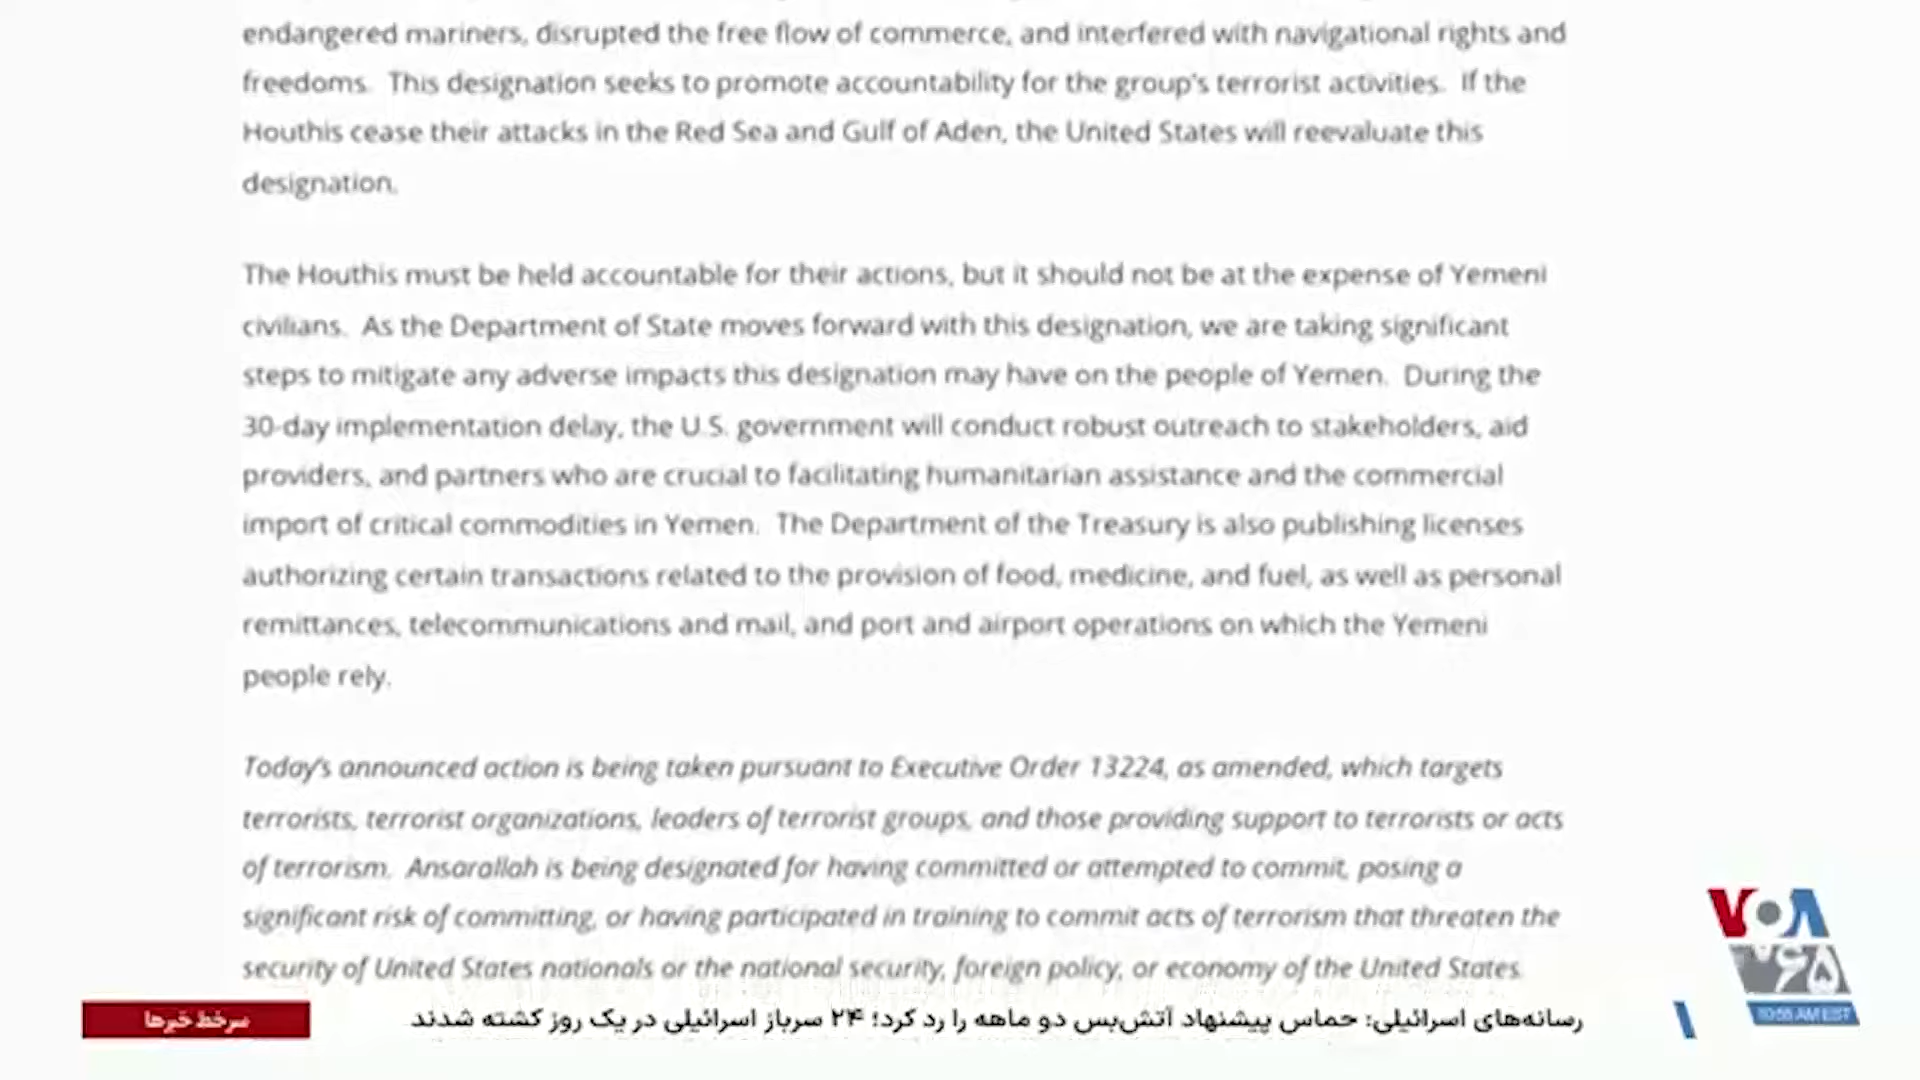 endangered mariners, disrupted the free flow of commerce, and interfered with navigational rights and
freedoms. This designation seeks to promote accountability for the group's terrorist activities. If the
Houthis cease their attacks in the Red Sea and Gulf of Aden, the United States will reevaluate this
designation.
The Houthis must be held accountable for their actions, but it should not be at the expense of Yemeni
civilians. As the Department of State moves forward with this designation, we are taking significant
steps to mitigate any adverse impacts this designation may have on the people of Yemen. During the
30-day implementation delay, the U.S. government will conduct robust outreach to stakeholders, aid
providers, and partners who are crucial to facilitating humanitarian assistance and the commercial
import of critical commodities in Yemen. The Department of the Treasury is also publishing licenses
authorizing certain transactions related to the provision of food, medicine, and fuel, as well as personal
remittances, telecommunications and mail, and port and airport operations on which the Yemeni
people rely.
Today's announced action is being taken pursuant to Executive Order 13224, as amended, which targets
terrorists, terrorist organizations, leaders of terrorist groups, and those providing support to terrorists or acts
of terrorism. Ansarallah is being designated for having committed or attempted to commit, posing a
significant risk of committing, or having participated in training to commit acts of terrorism that threaten the
security of United States nationals or the national security, foreign policy, or economy of the United States
VOA
۳۶۵
سرخط خبرها
رسانه‌های اسرائیلی: حماس پیشنهاد آتش‌بس دو ماهه را رد کرد؛ ۲۴ سرباز اسرائیلی در یک روز کشته شدند